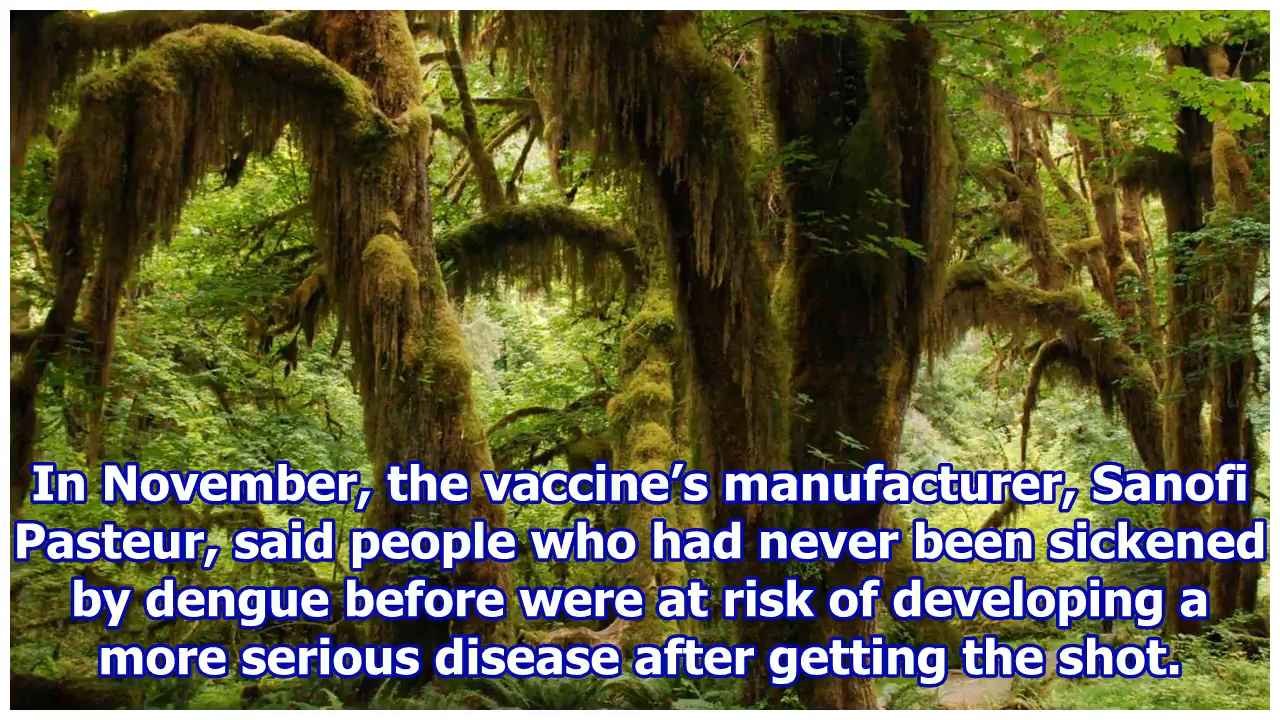 In November, the vaccine’s manufacturer, Sanofi
Pasteur, said people who had never been sickened
by dengue before were at risk of developing a
more serious disease after getting the shot.